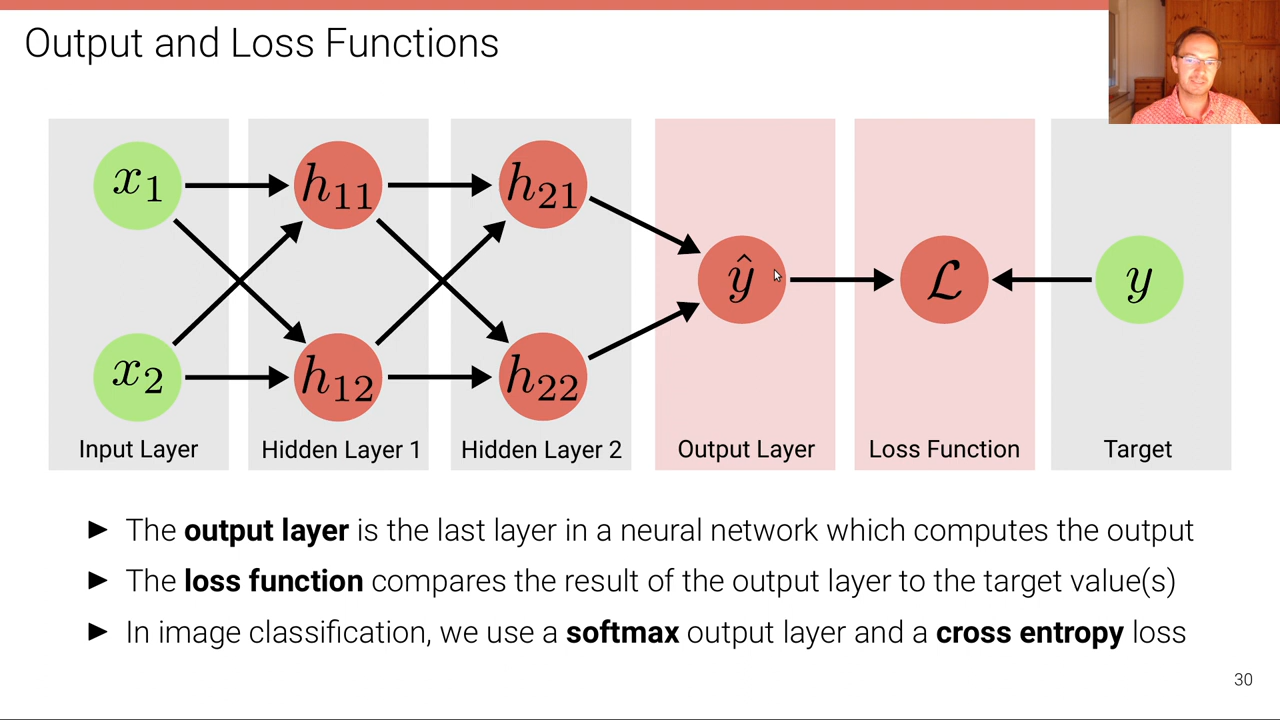 Output and Loss Functions
x1 h11 h21
ŷ ℒ y
x2 h12 h22
Input Layer Hidden Layer 1 Hidden Layer 2 Output Layer Loss Function Target
► The output layer is the last layer in a neural network which computes the output
► The loss function compares the result of the output layer to the target value(s)
► In image classification, we use a softmax output layer and a cross entropy loss
30